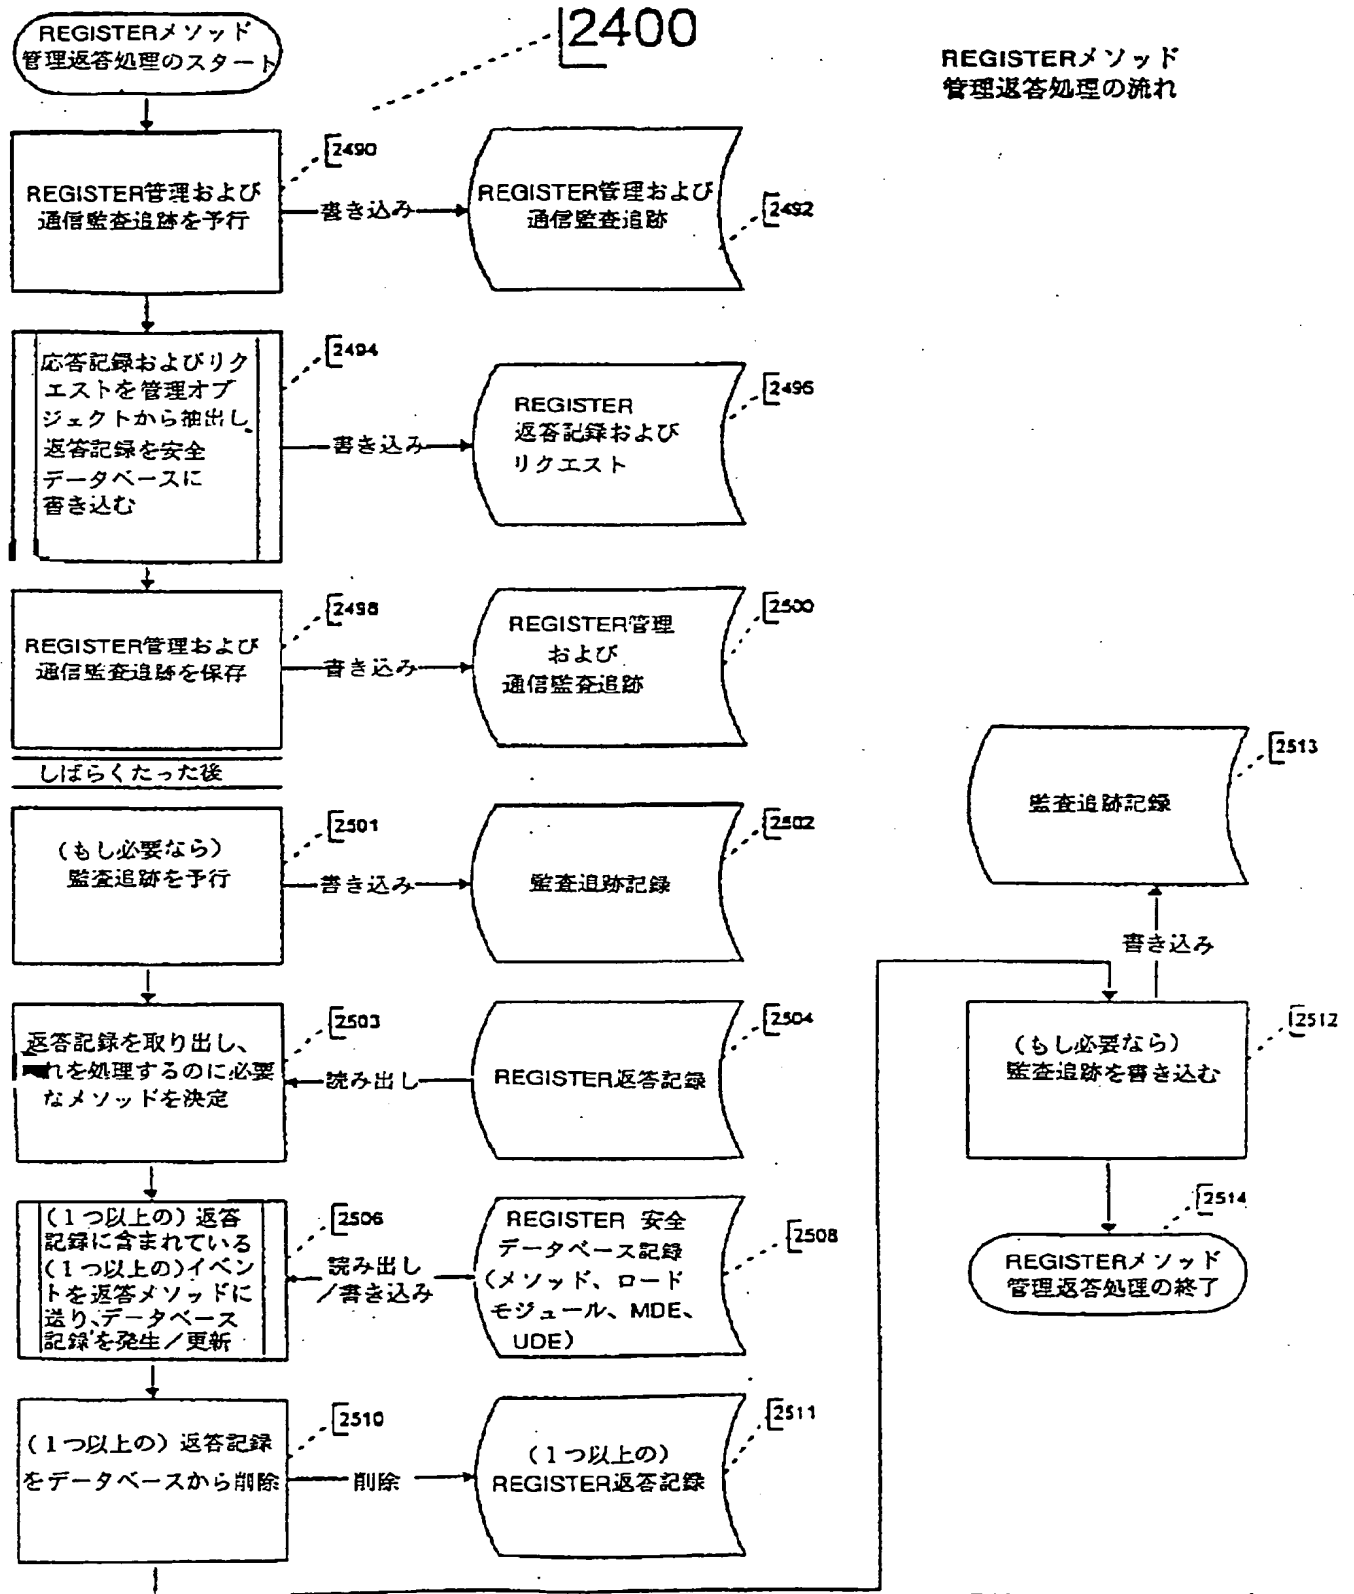 REGISTERメソッド
管理返答処理のスタート
2400
REGISTERメソッド
管理返答処理の流れ
2490
REGISTER管理および
通信監査追跡を予行
書き込み
REGISTER管理および
通信監査追跡
2492
2494
応答記録およびリク
エストを管理オブ
ジェクトから抽出し、
返答記録を安全
データベースに
書き込む
書き込み
REGISTER
返答記録および
リクエスト
2496
2498
REGISTER管理および
通信監査追跡を保存
書き込み
REGISTER管理
および
通信監査追跡
2500
しばらくたった後
2501
(もし必要なら)
監査追跡を予行
書き込み
監査追跡記録
2502
2503
返答記録を取り出し、
れを処理するのに必要
なメソッドを決定
読み出し
REGISTER返答記録
2504
2506
(1つ以上の) 返答
記録に含まれている
(1つ以上の)イベン
トを返答メソッドに
送り、データベース
記録を発生/更新
読み出し
/書き込み
REGISTER 安全
データベース記録
(メソッド、ロード
モジュール、MDE、
UDE)
2508
2510
(1つ以上の) 返答記録
をデータベースから削除
削除
(1つ以上の)
REGISTER返答記録
2511
監査追跡記録
2513
書き込み
(もし必要なら)
監査追跡を書き込む
2512
2514
REGISTERメソッド
管理返答処理の終了